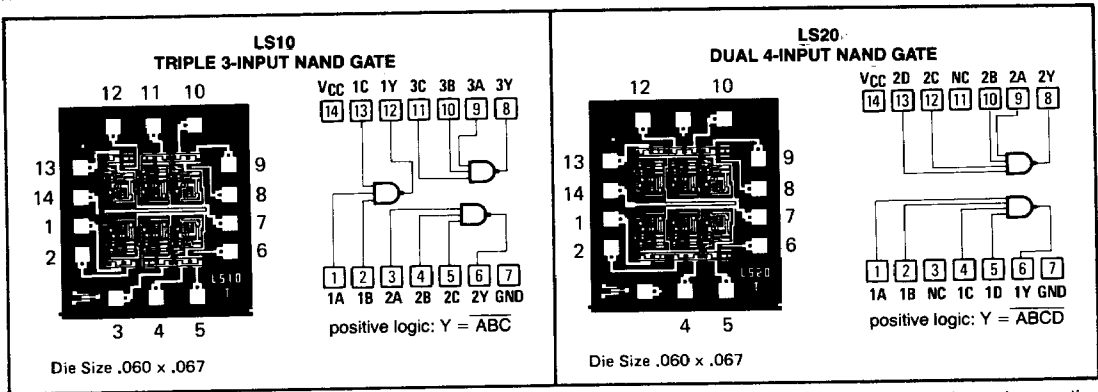 LS10
TRIPLE 3-INPUT NAND GATE
12 11 10
13
14
1
2
9
8
7
6
3 4 5
LS10
VCC 1C 1Y 3C 3B 3A 3Y
14 13 12 11 10 9 8
1 2 3 4 5 6 7
1A 1B 2A 2B 2C 2Y GND
positive logic: Y = A̅B̅C̅
Die Size .060 x .067
LS20
DUAL 4-INPUT NAND GATE
12 10
13
14
1
2
9
8
7
6
4 5
LS20
VCC 2D 2C NC 2B 2A 2Y
14 13 12 11 10 9 8
1 2 3 4 5 6 7
1A 1B NC 1C 1D 1Y GND
positive logic: Y = A̅B̅C̅D̅
Die Size .060 x .067